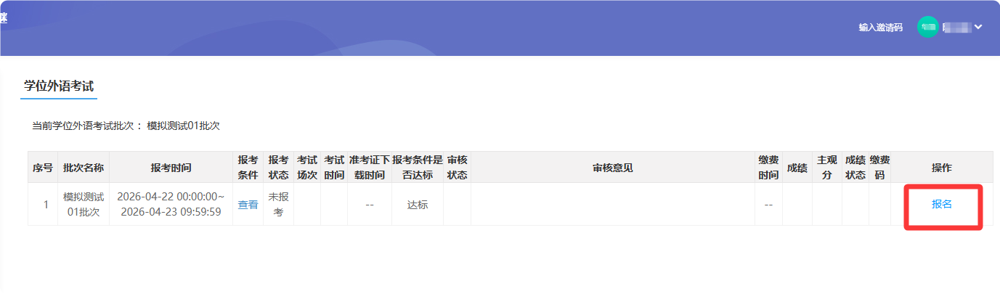 输入邀请码
学位外语考试
当前学位外语考试批次： 模拟测试01批次
序号 批次名称 报考时间 报考条件 报考状态 考试场次 考试时间 准考证下载时间 报考条件是否达标 审核状态 审核意见 缴费时间 成绩 主观分 成绩状态 缴费码 操作
1 模拟测试01批次 2026-04-22 00:00:00~ 2026-04-23 09:59:59 查看 未报考 -- 达标 -- 报名